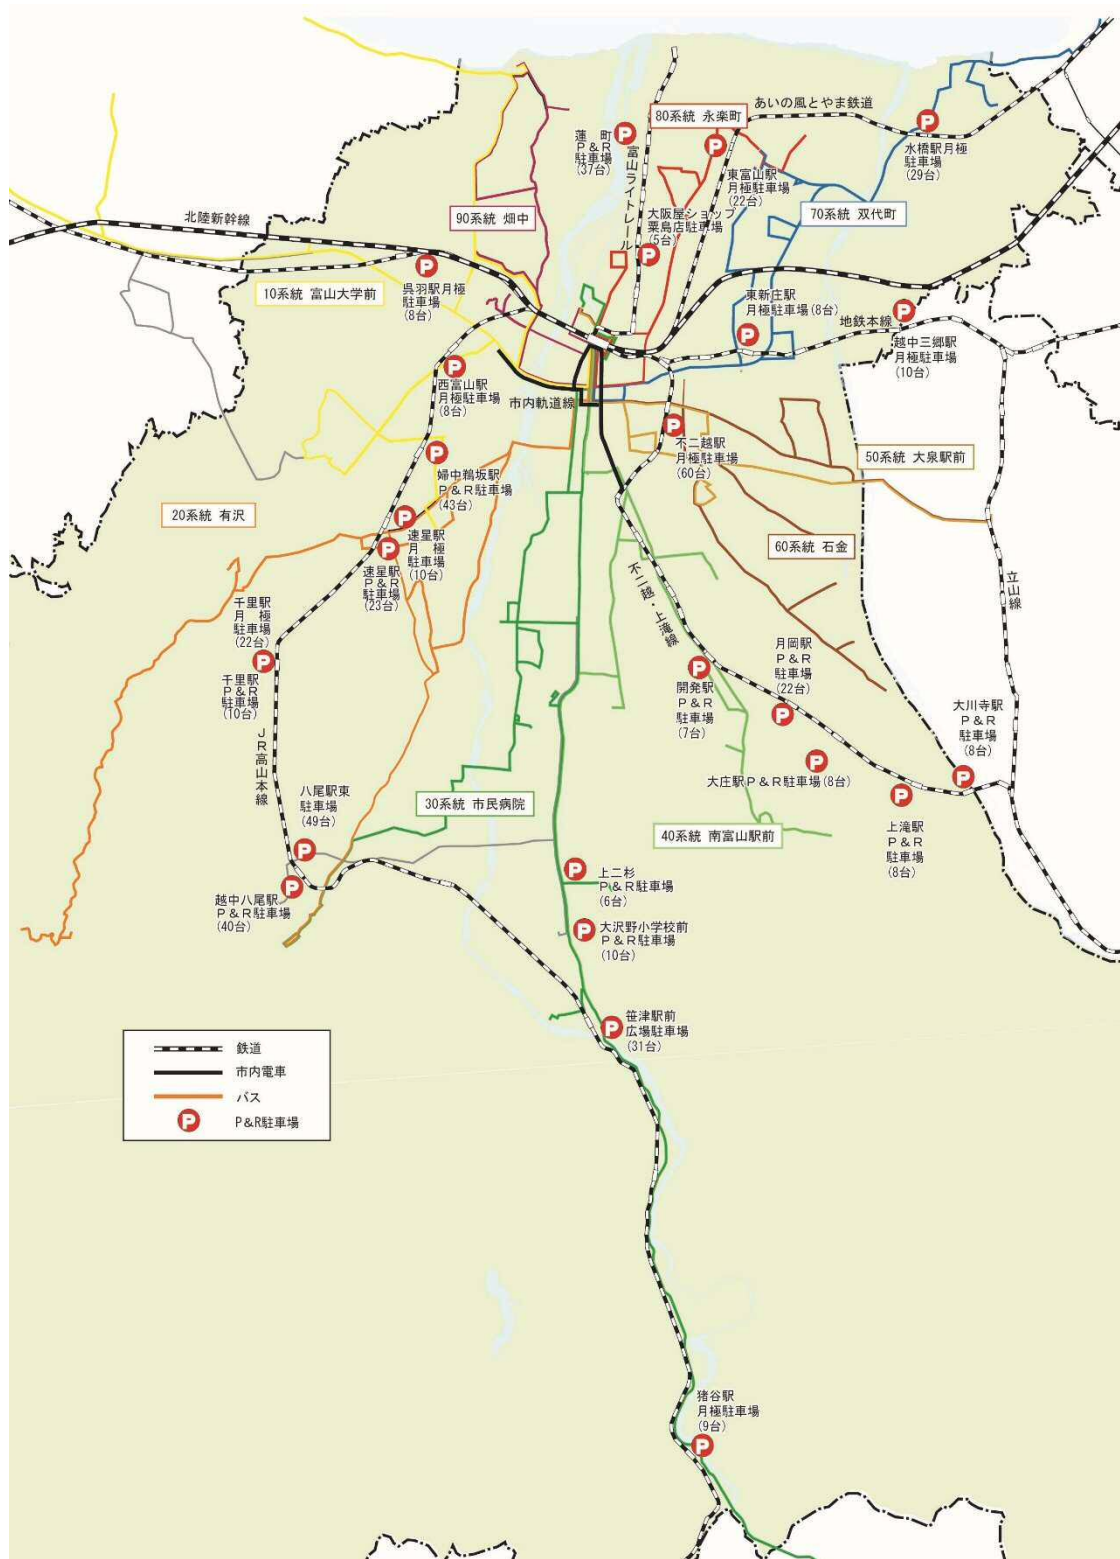 あいの風とやま鉄道
80系統 永楽町
蓮 町
P&R
駐車場
(37台)
富山ライトレール
水橋駅月極
駐車場
(29台)
東富山駅
月極駐車場
(22台)
大阪屋ショップ
粟島店駐車場
(5台)
70系統 双代町
90系統 畑中
北陸新幹線
10系統 富山大学前
呉羽駅月極
駐車場
(8台)
東新庄駅
月極駐車場(8台)
地鉄本線
越中三郷駅
月極駐車場
(10台)
西富山駅
月極駐車場
(8台)
市内軌道線
不二越駅
月極駐車場
(60台)
50系統 大泉駅前
婦中鵜坂駅
P&R駐車場
(43台)
20系統 有沢
速星駅
月 極
駐車場
(10台)
速星駅
P&R
駐車場
(23台)
60系統 石金
不二越・上滝線
立山線
千里駅
月 極
駐車場
(22台)
千里駅
P&R
駐車場
(10台)
月岡駅
P&R
駐車場
(22台)
開発駅
P&R
駐車場
(7台)
大川寺駅
P&R
駐車場
(8台)
JR高山本線
大庄駅P&R駐車場(8台)
八尾駅東
駐車場
(49台)
30系統 市民病院
40系統 南富山駅前
上滝駅
P&R
駐車場
(8台)
越中八尾駅
P&R駐車場
(40台)
上二杉
P&R駐車場
(6台)
大沢野小学校前
P&R駐車場
(10台)
笹津駅前
広場駐車場
(31台)
鉄道
市内電車
バス
P
P&R駐車場
猪谷駅
月極駐車場
(9台)